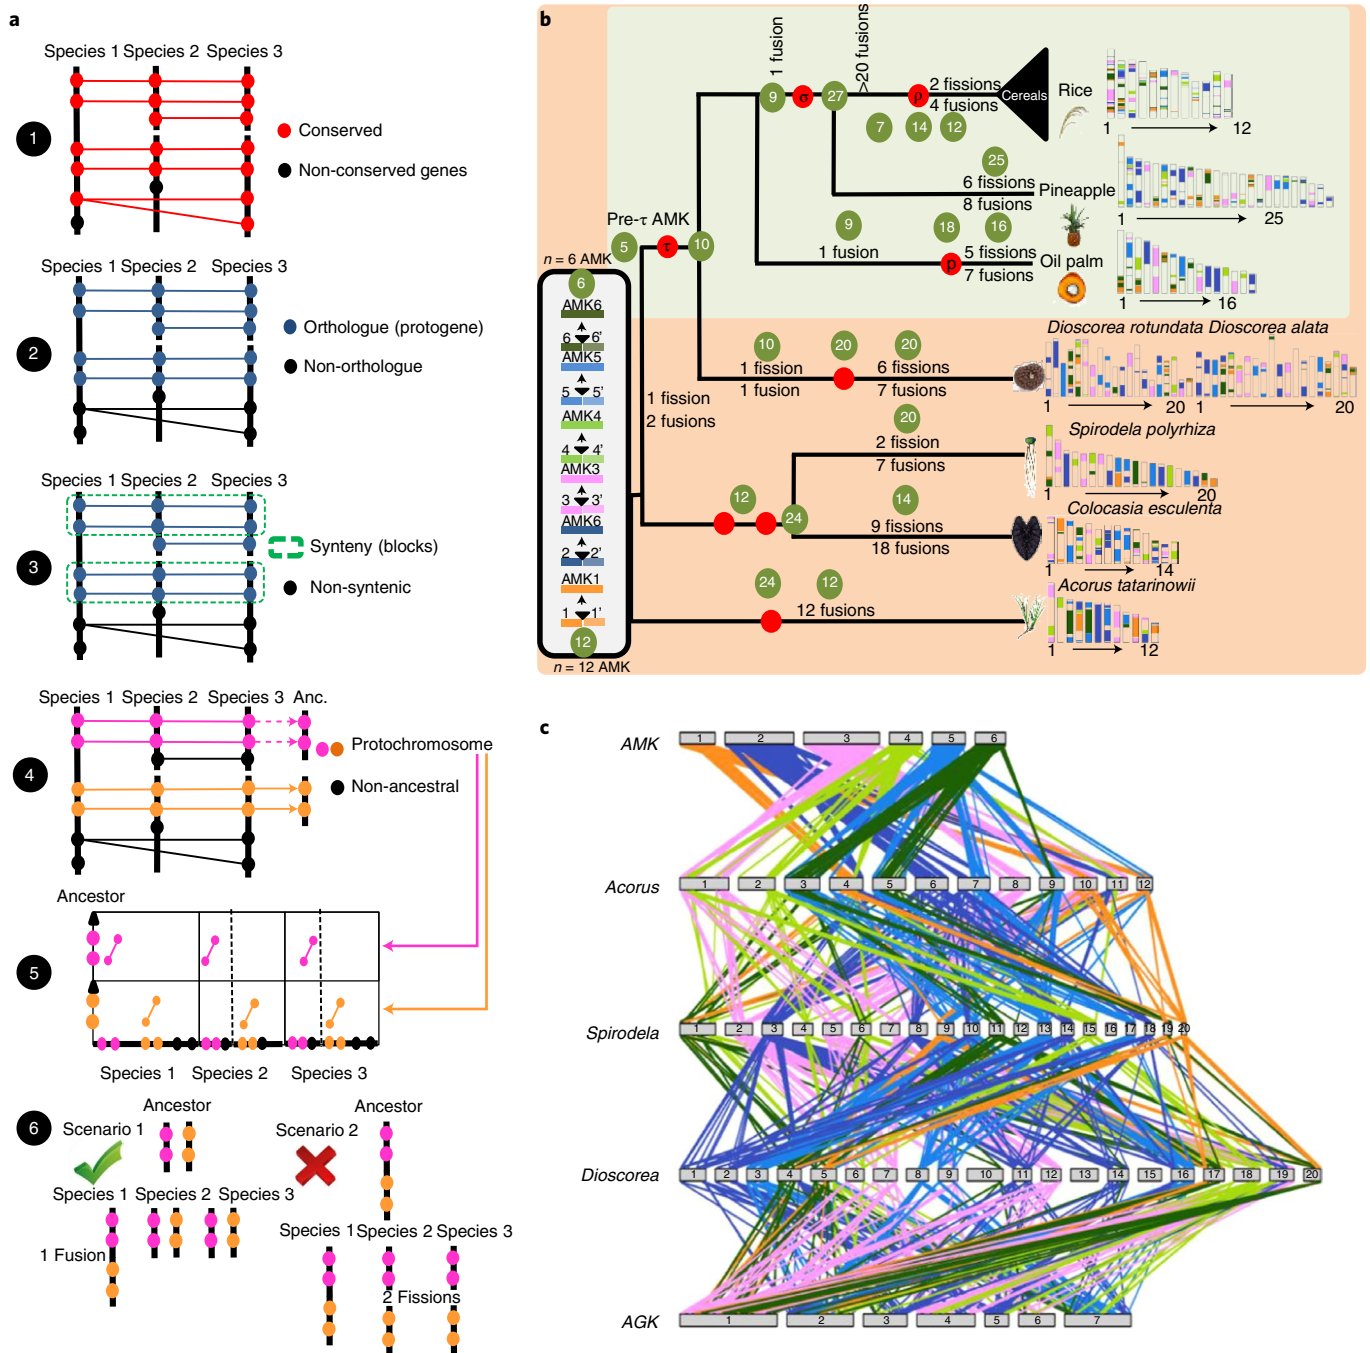 a
Species 1 Species 2 Species 3
1
Conserved
Non-conserved genes
Species 1 Species 2 Species 3
2
Orthologue (protogene)
Non-orthologue
Species 1 Species 2 Species 3
3
Synteny (blocks)
Non-syntenic
Species 1 Species 2 Species 3 Anc.
4
Protochromosome
Non-ancestral
Ancestor
5
Species 1 Species 2 Species 3
6
Scenario 1
Ancestor
Species 1 Species 2 Species 3
1 Fusion
Scenario 2
Ancestor
Species 1 Species 2 Species 3
2 Fissions
b
1 fusion
>20 fusions
9 σ 27 ρ
2 fissions
4 fusions
Cereals
Rice
7 14 12
1 12
25
6 fissions
8 fusions
Pineapple
1 25
Pre-τ AMK
5 τ 10
9
1 fusion
18 16
p
5 fissions
7 fusions
Oil palm
1 16
n = 6 AMK
6
AMK6
6 6'
AMK5
5 5'
AMK4
4 4'
AMK3
3 3'
AMK6
2 2'
AMK1
1 1'
12
n = 12 AMK
1 fission
2 fusions
10
1 fission
1 fusion
20
20
6 fissions
7 fusions
Dioscorea rotundata Dioscorea alata
1 20 1 20
20
2 fission
7 fusions
Spirodela polyrhiza
1 20
12
24
14
9 fissions
18 fusions
Colocasia esculenta
1 14
24 12
12 fusions
Acorus tatarinowii
1 12
c
AMK 1 2 3 4 5 6
Acorus 1 2 3 4 5 6 7 8 9 10 11 12
Spirodela 1 2 3 4 5 6 7 8 9 10 11 12 13 14 15 16 17 18 19 20
Dioscorea 1 2 3 4 5 6 7 8 9 10 11 12 13 14 15 16 17 18 19 20
AGK 1 2 3 4 5 6 7